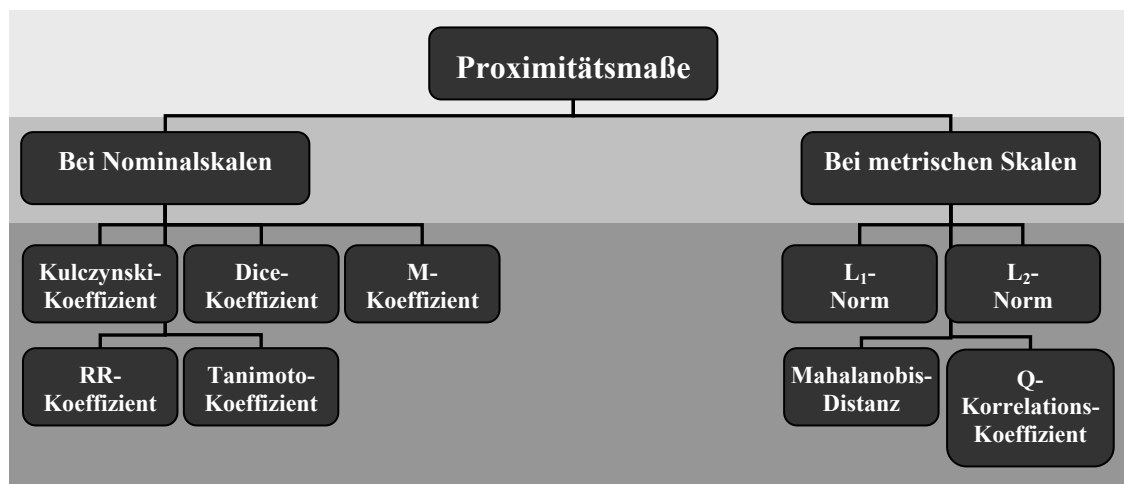 Proximitätsmaße
Bei Nominalskalen
Bei metrischen Skalen
Kulczynski-
Koeffizient
Dice-
Koeffizient
M-
Koeffizient
L₁-
Norm
L₂-
Norm
RR-
Koeffizient
Tanimoto-
Koeffizient
Mahalanobis-
Distanz
Q-
Korrelations-
Koeffizient